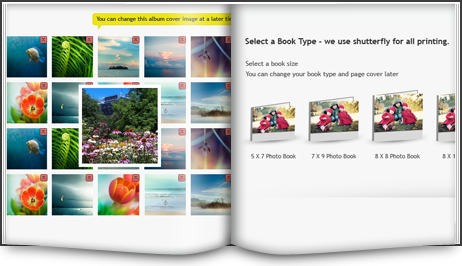 You can change this album cover image at a later ti
Select a Book Type - we use shutterfly for all printing.
Select a book size
You can change your book type and page cover later
5 X 7 Photo Book
7 X 9 Photo Book
8 X 8 Photo Book
8 X 1